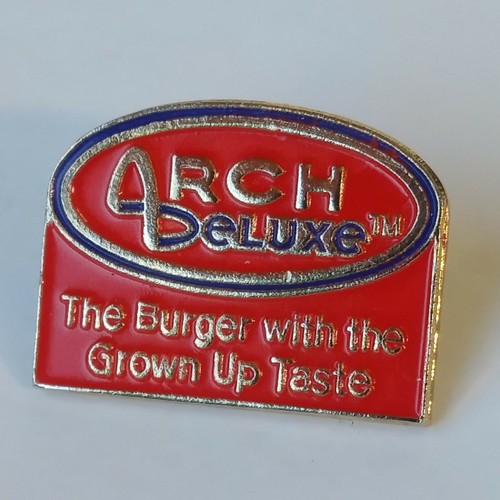 ARCH
DELUXE™
The Burger with the
Grown Up Taste